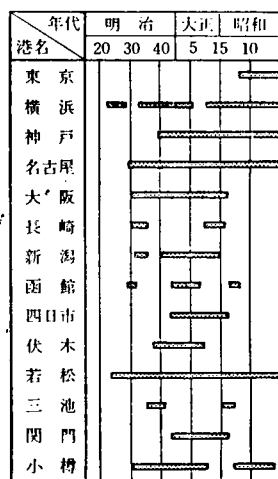 年代 明治 大正 昭和
港名 20 30 40 5 13 10
東京
横浜
神戸
名古屋
大阪
長崎
新潟
函館
四日市
伏木
若松
三池
関門
小樽